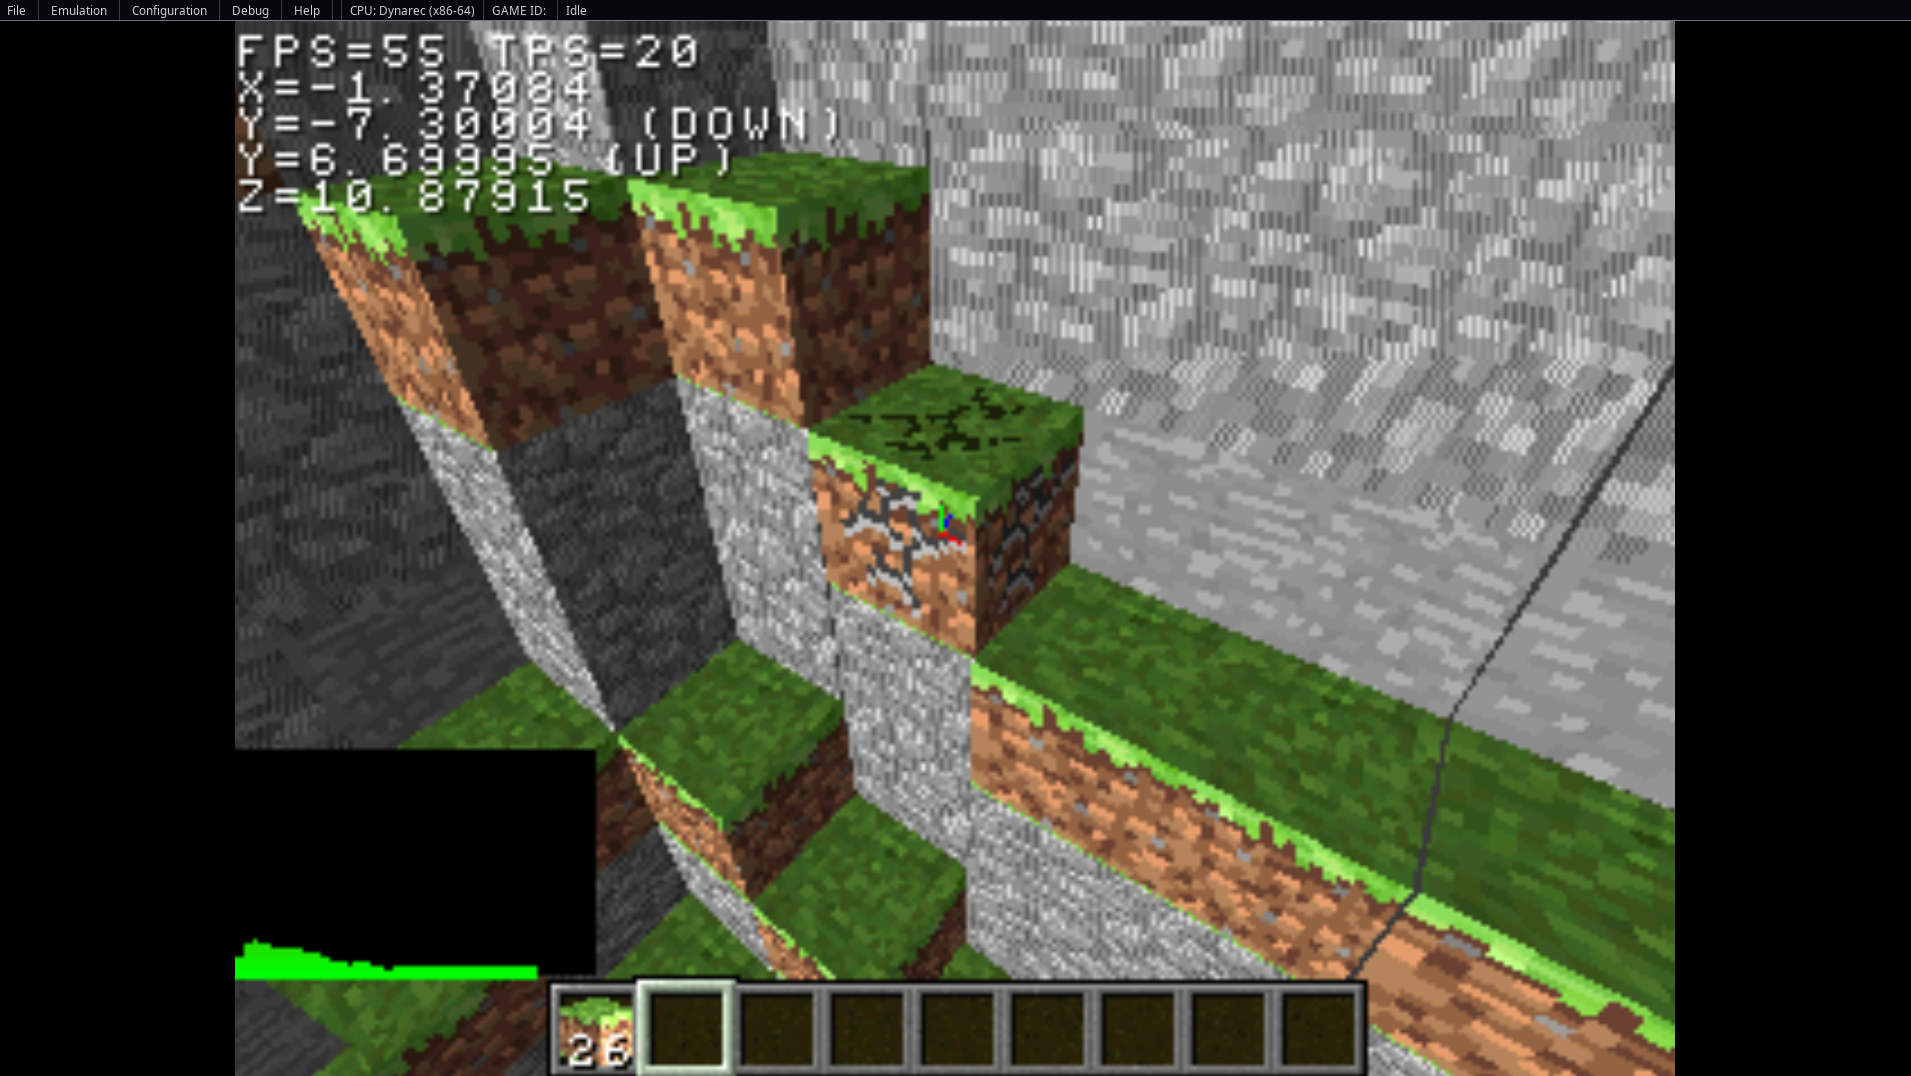 File Emulation Configuration Debug Help CPU: Dynarec (x86-64) GAME ID: Idle
FPS=55 TPS=20
X=-1.37084
Y=-7.30004 (DOWN)
Y=6.69995 (UP)
Z=10.87915
26